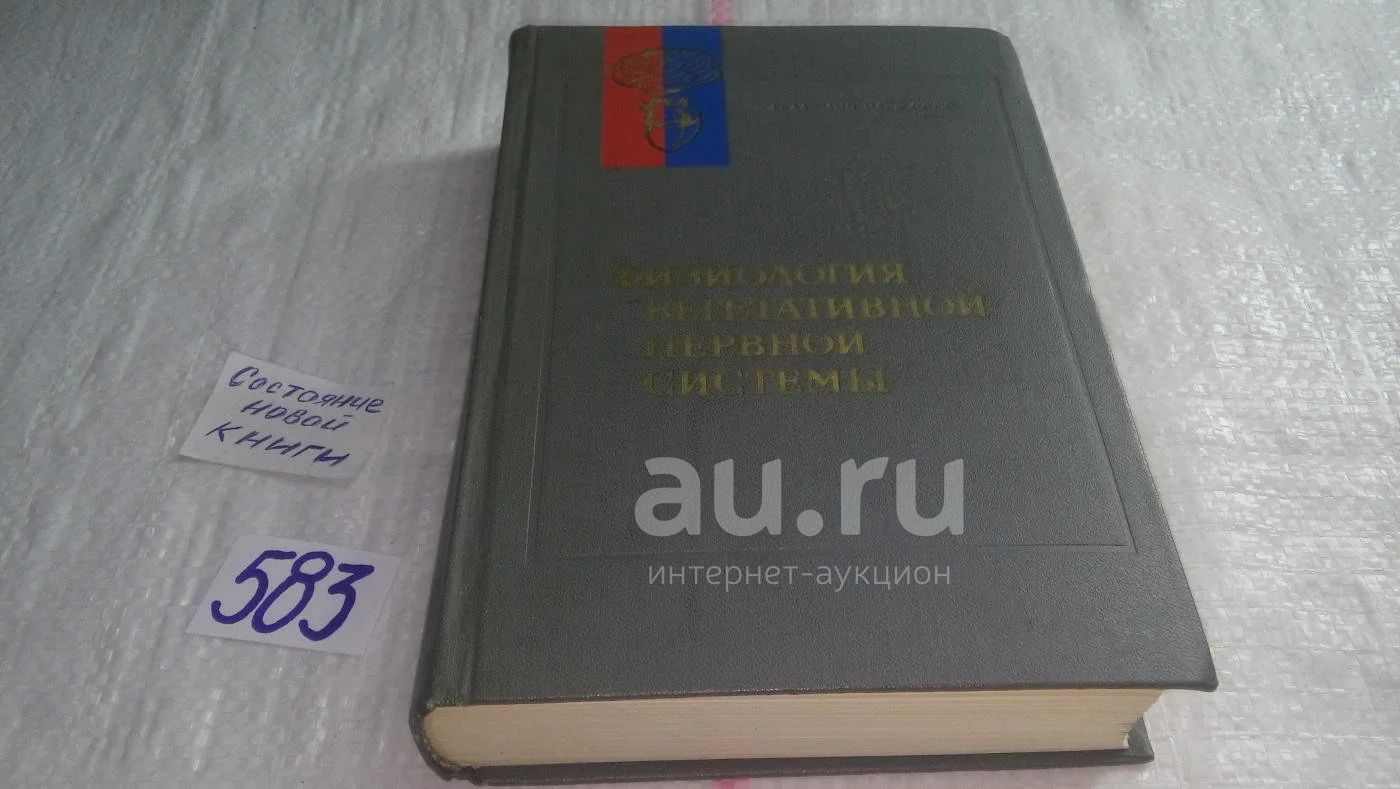 ФИЗИОЛОГИЯ
ВЕГЕТАТИВНОЙ
НЕРВНОЙ
СИСТЕМЫ
Состояние
новой
книги
583
au.ru
интернет-аукцион